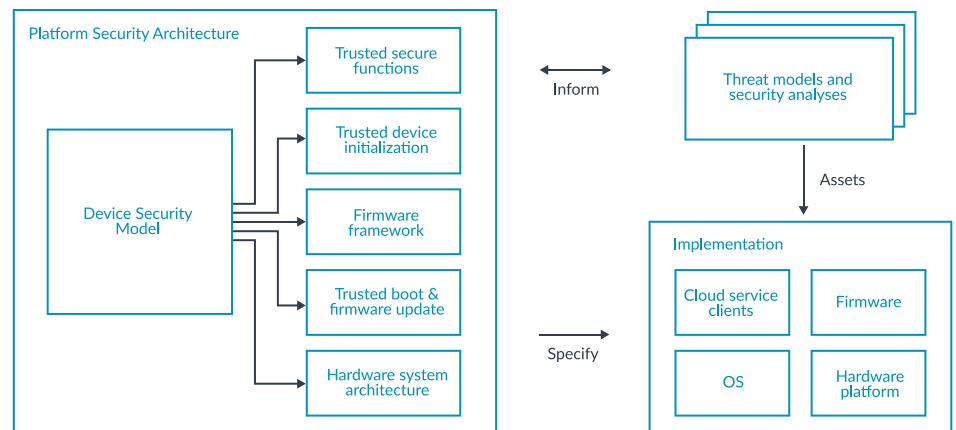 Platform Security Architecture
Device Security
Model
Trusted secure
functions
Trusted device
initialization
Firmware
framework
Trusted boot &
firmware update
Hardware system
architecture
Inform
Specify
Threat models and
security analyses
Assets
Implementation
Cloud service
clients
Firmware
OS
Hardware
platform